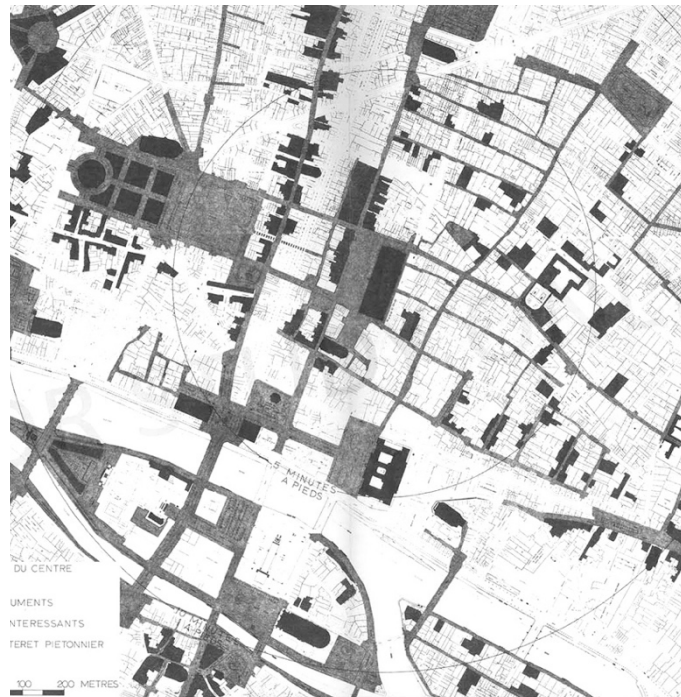 5 MINUTES
A PIEDS
DU CENTRE
UMENTS
NTERESSANTS
TERET PIETONNIER
100 200 METRES